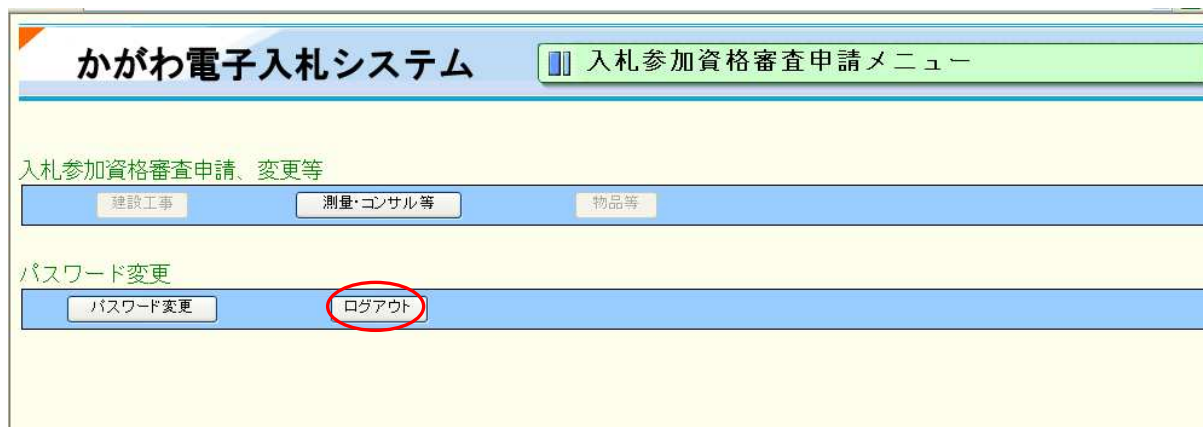 かがわ電子入札システム 入札参加資格審査申請メニュー
入札参加資格審査申請、変更等
建設工事 測量・コンサル等 物品等
パスワード変更
パスワード変更 ログアウト